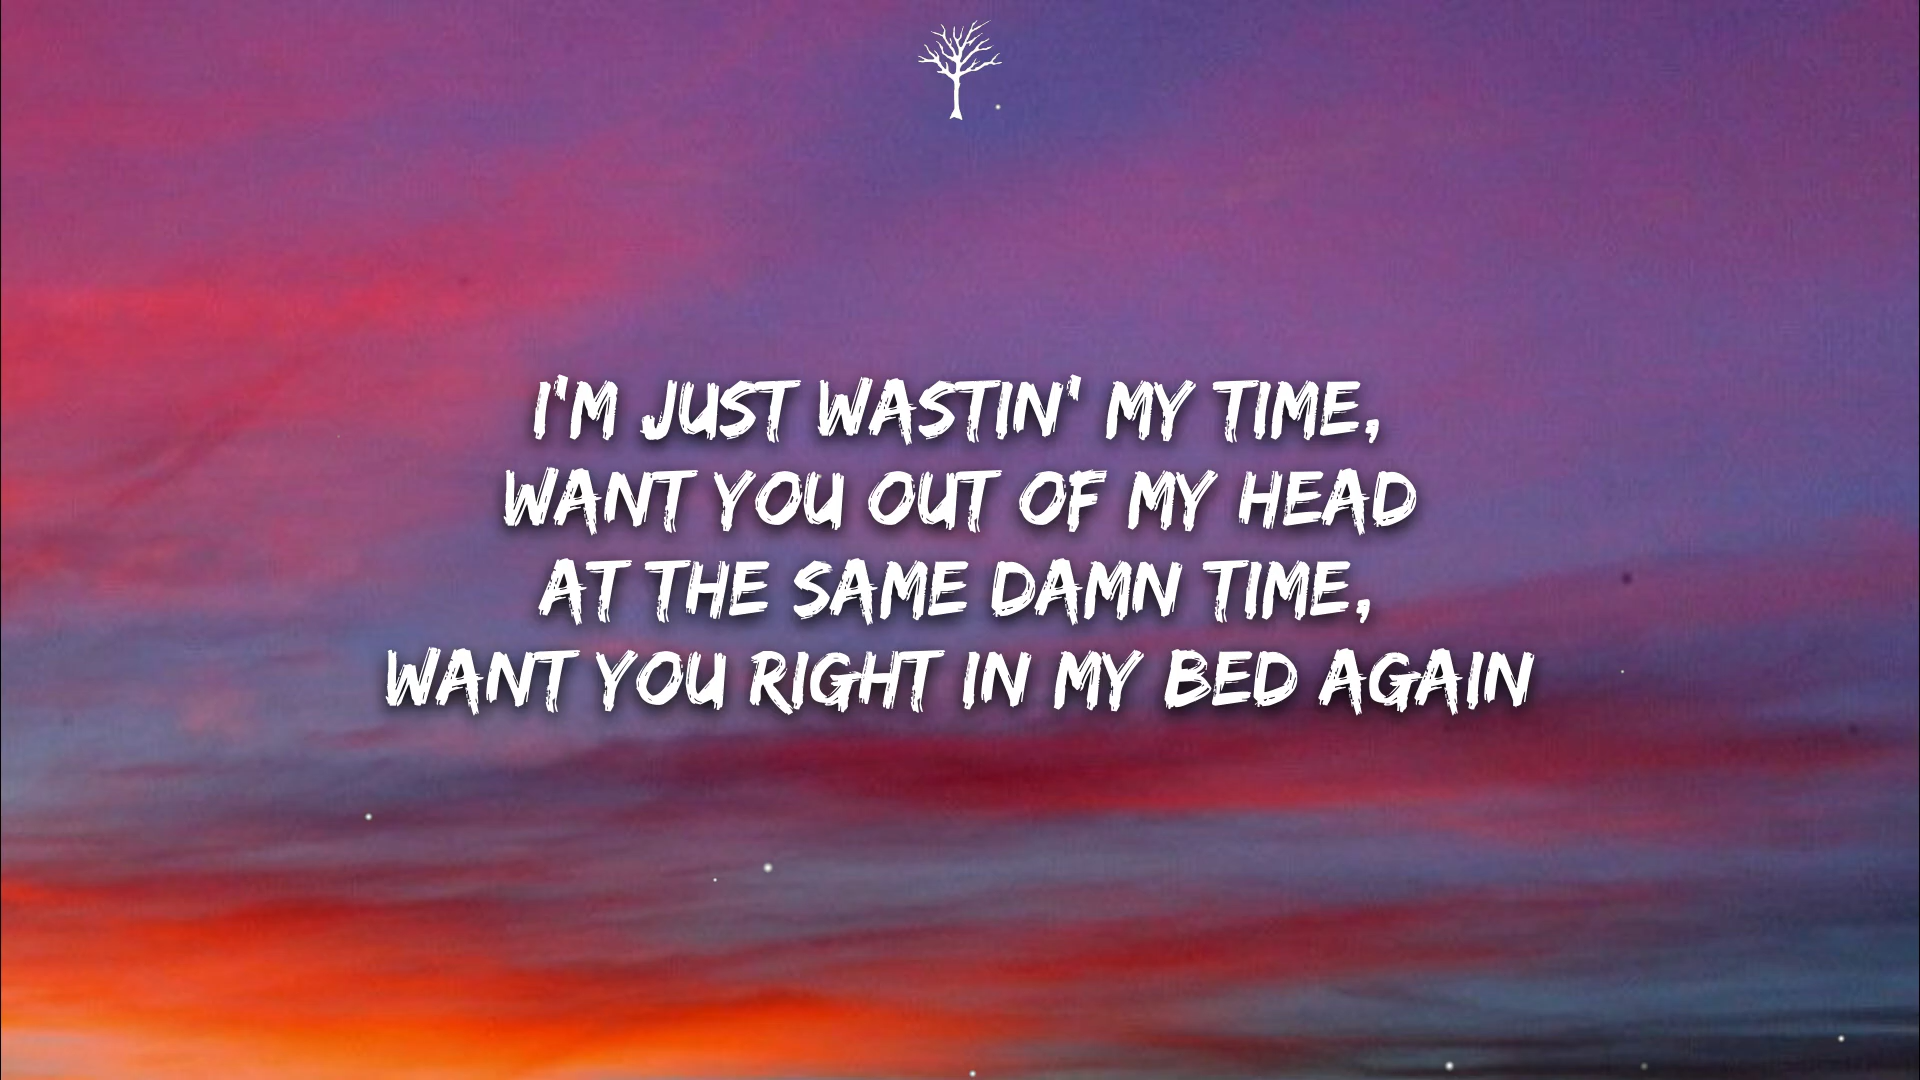 I'M JUST WASTIN' MY TIME,
WANT YOU OUT OF MY HEAD
AT THE SAME DAMN TIME,
WANT YOU RIGHT IN MY BED AGAIN